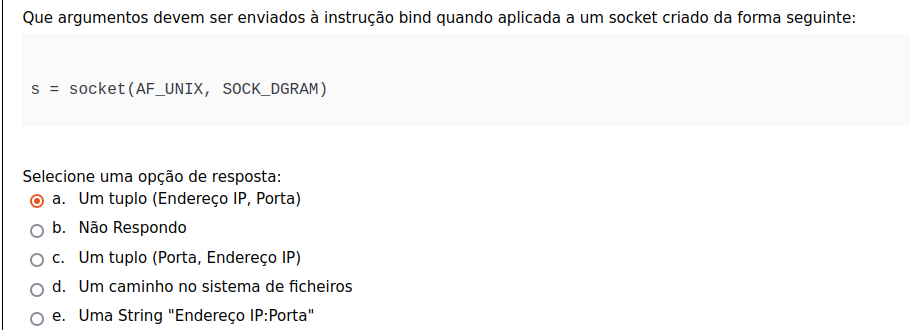 Que argumentos devem ser enviados à instrução bind quando aplicada a um socket criado da forma seguinte:
s = socket(AF_UNIX, SOCK_DGRAM)
Selecione uma opção de resposta:
a. Um tuplo (Endereço IP, Porta)
b. Não Respondo
c. Um tuplo (Porta, Endereço IP)
d. Um caminho no sistema de ficheiros
e. Uma String "Endereço IP:Porta"